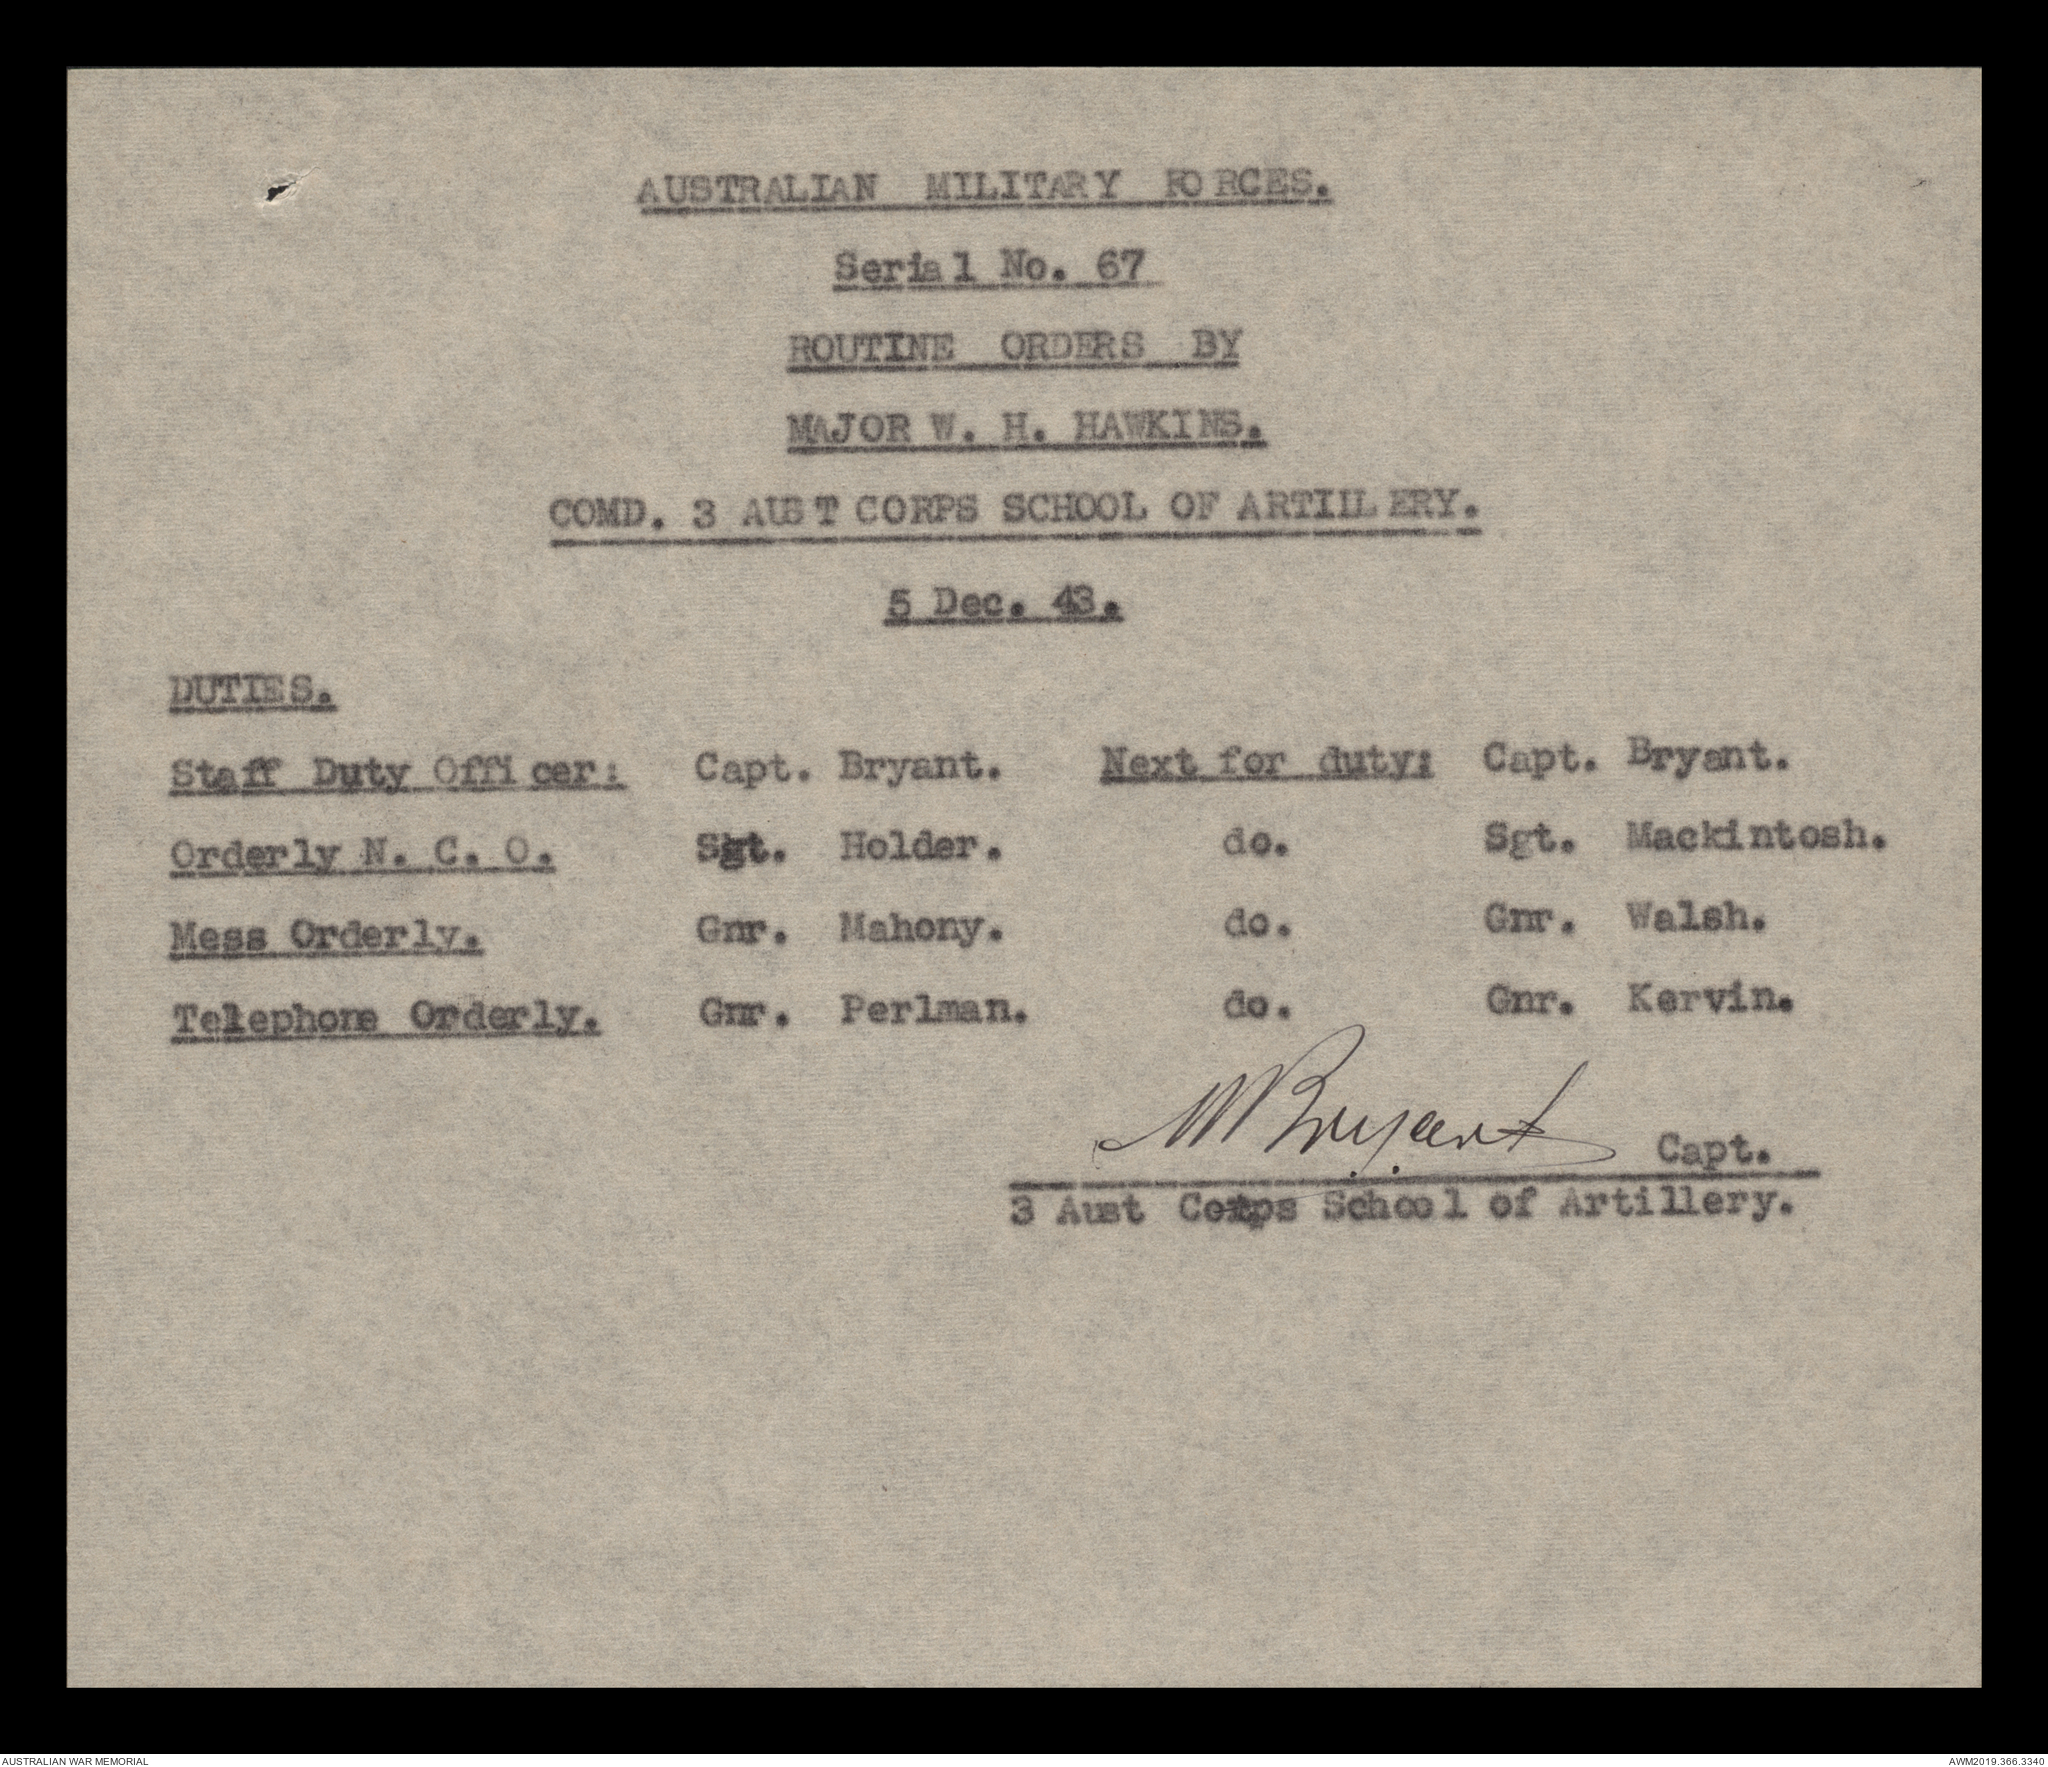 AUSTRALIAN MILITARY FORCES.
Serial No. 67
ROUTINE ORDERS BY
MAJOR W. H. HAWKINS.
COMD. 3 AUST CORPS SCHOOL OF ARTILLERY.
5 Dec. 43.
DUTIES.
Staff Duty Officer: Capt. Bryant. Next for duty: Capt. Bryant.
Orderly N. C. O. Sgt. Holder. do. Sgt. Mackintosh.
Mess Orderly. Gnr. Mahony. do. Gnr. Walsh.
Telephone Orderly. Gnr. Perlman. do. Gnr. Kervin.
Bryant Capt.
3 Aust Corps School of Artillery.
AUSTRALIAN WAR MEMORIAL
AWM2019.366.3340